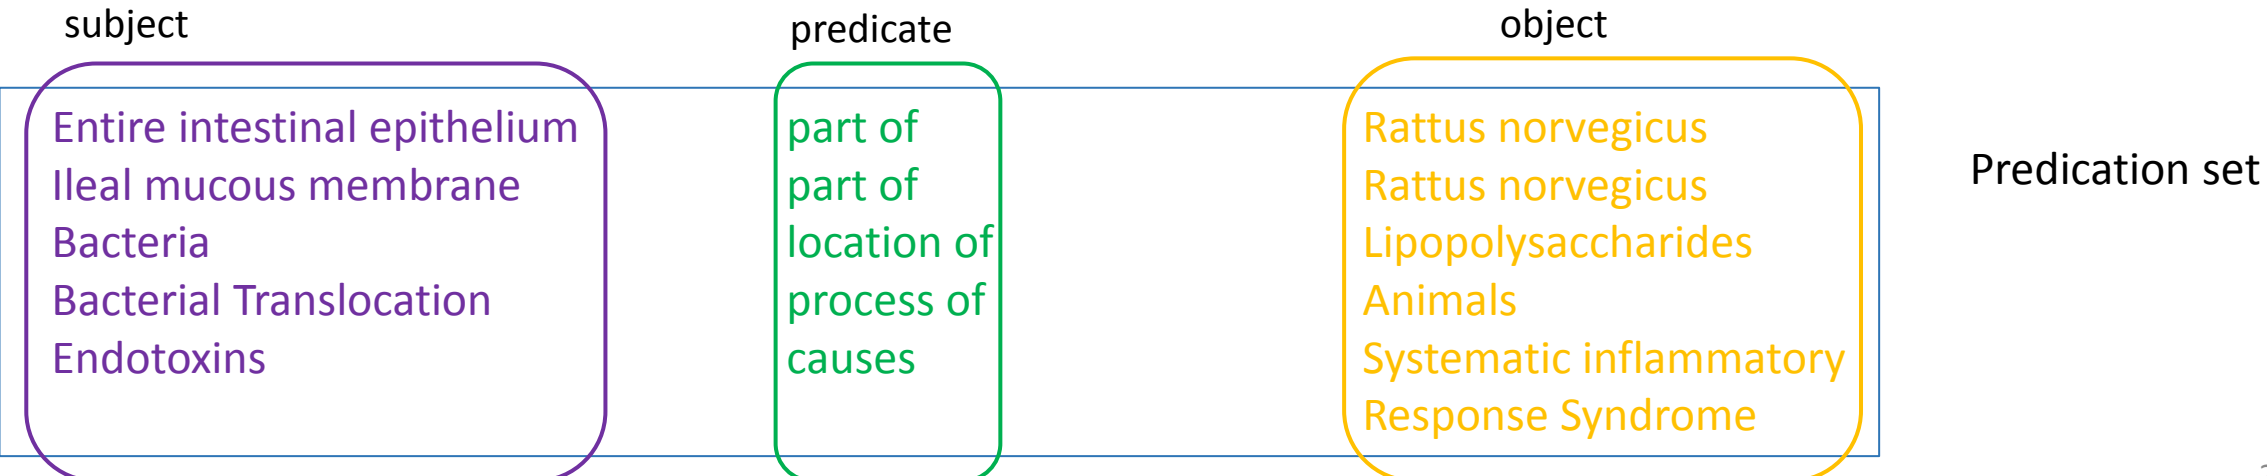 subject
predicate
object
Entire intestinal epithelium part of Rattus norvegicus
Ileal mucous membrane part of Rattus norvegicus
Bacteria location of Lipopolysaccharides
Bacterial Translocation process of Animals
Endotoxins causes Systematic inflammatory
Response Syndrome
Predication set